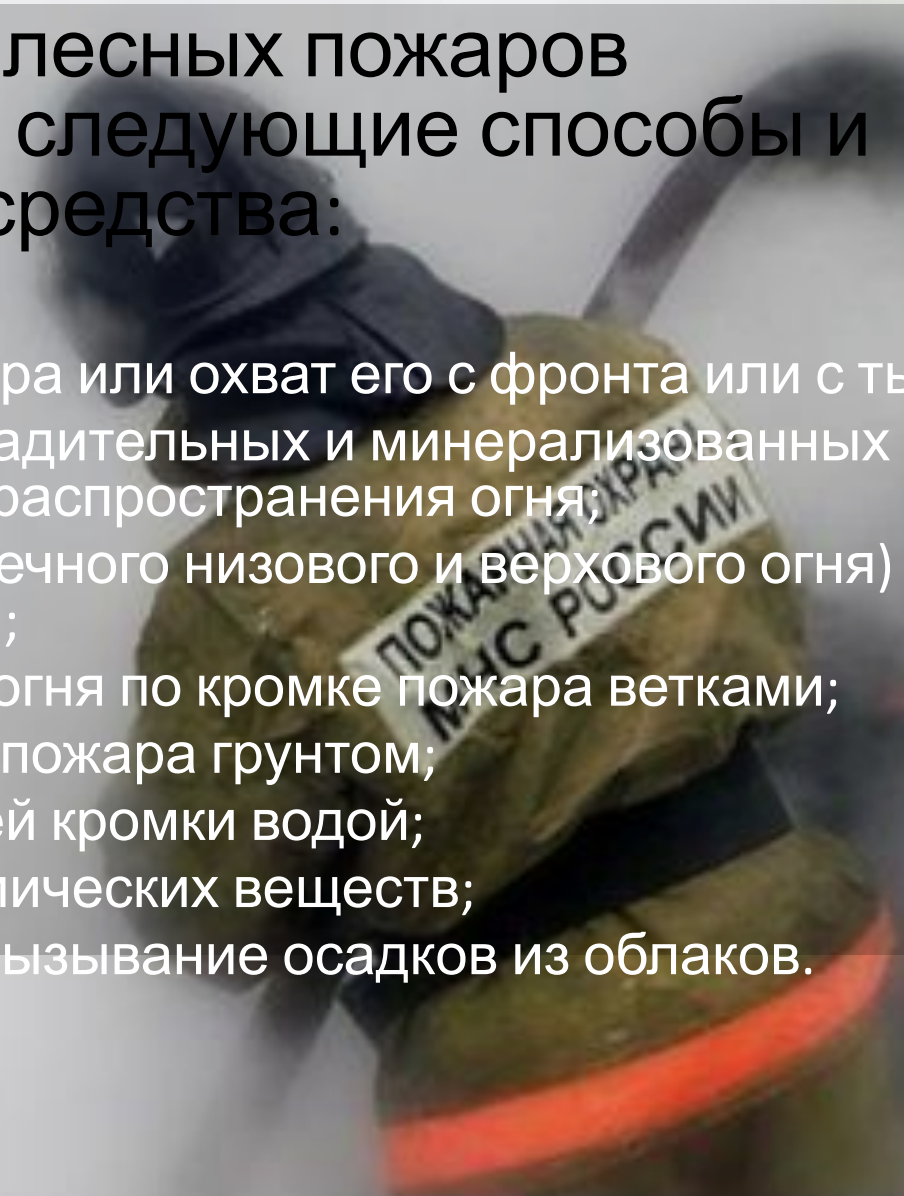 лесных пожаров
следующие способы и
средства:
ра или охват его с фронта или с ты
адительных и минерализованных
распространения огня;
ПОЖАРНАЯ ОХРАН
МЧС РОССИИ
ечного низового и верхового огня)
;
огня по кромке пожара ветками;
пожара грунтом;
ей кромки водой;
мических веществ;
ызывание осадков из облаков.